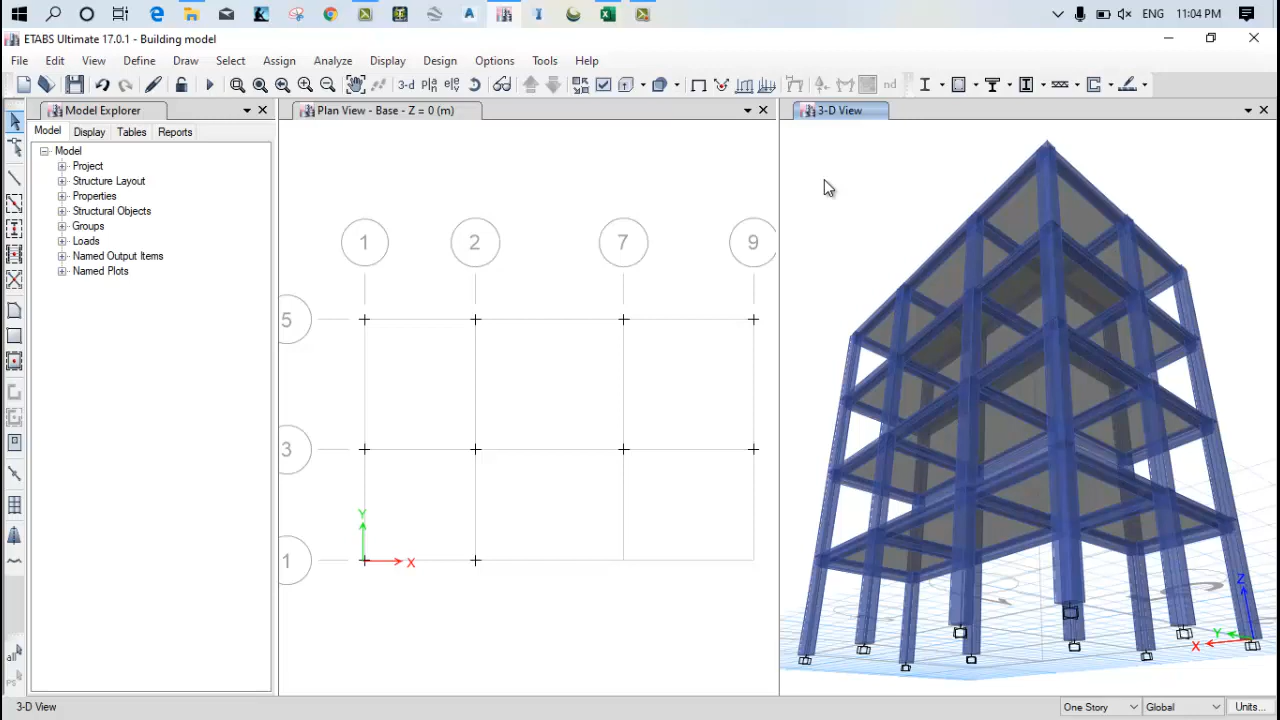 ENG 11:04 PM
ETABS Ultimate 17.0.1 - Building model
File Edit View Define Draw Select Assign Analyze Display Design Options Tools Help
3-d nd
Model Explorer
Plan View - Base - Z = 0 (m)
3-D View
Model Display Tables Reports
Model
Project
Structure Layout
Properties
Structural Objects
Groups
Loads
Named Output Items
Named Plots
1 2 7 9
5
3
1
Y
X
Z
Y
X
all
3-D View
One Story
Global
Units...